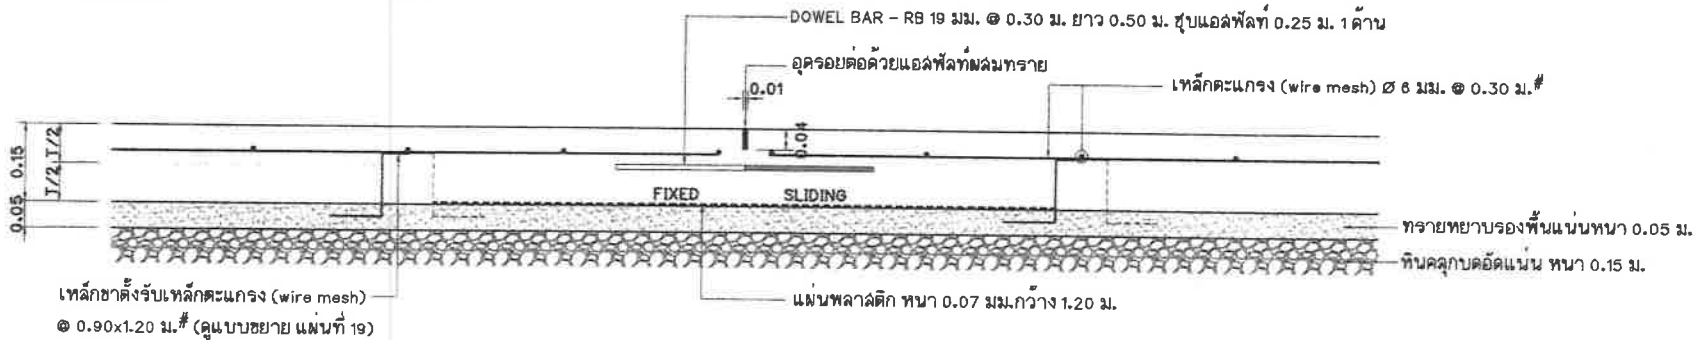 DOWEL BAR - RB 19 มม. @ 0.30 ม. ยาว 0.50 ม. ชุบแอสฟัลท์ 0.25 ม. 1 ด้าน
อุดรอยต่อด้วยแอสฟัลท์ผสมทราย
0.01
เหล็กตะแกรง (wire mesh) Ø 6 มม. @ 0.30 ม.#
0.04
T/2
T/2
0.15
0.05
FIXED
SLIDING
ทรายหยาบรองพื้นแน่นหนา 0.05 ม.
หินคลุกบดอัดแน่น หนา 0.15 ม.
เหล็กขาตั้งรับเหล็กตะแกรง (wire mesh)
@ 0.90x1.20 ม.# (ดูแบบขยาย แผ่นที่ 19)
แผ่นพลาสติก หนา 0.07 มม.กว้าง 1.20 ม.